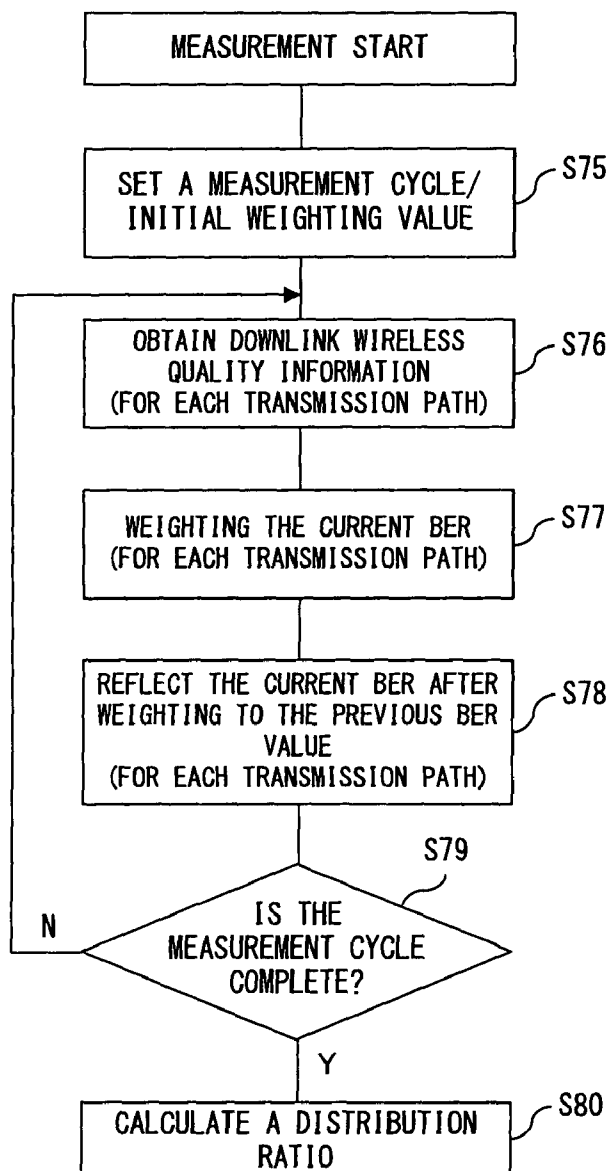 MEASUREMENT START
SET A MEASUREMENT CYCLE/
INITIAL WEIGHTING VALUE
S75
OBTAIN DOWNLINK WIRELESS
QUALITY INFORMATION
(FOR EACH TRANSMISSION PATH)
S76
WEIGHTING THE CURRENT BER
(FOR EACH TRANSMISSION PATH)
S77
REFLECT THE CURRENT BER AFTER
WEIGHTING TO THE PREVIOUS BER
VALUE
(FOR EACH TRANSMISSION PATH)
S78
S79
N
IS THE
MEASUREMENT CYCLE
COMPLETE?
Y
CALCULATE A DISTRIBUTION
RATIO
S80